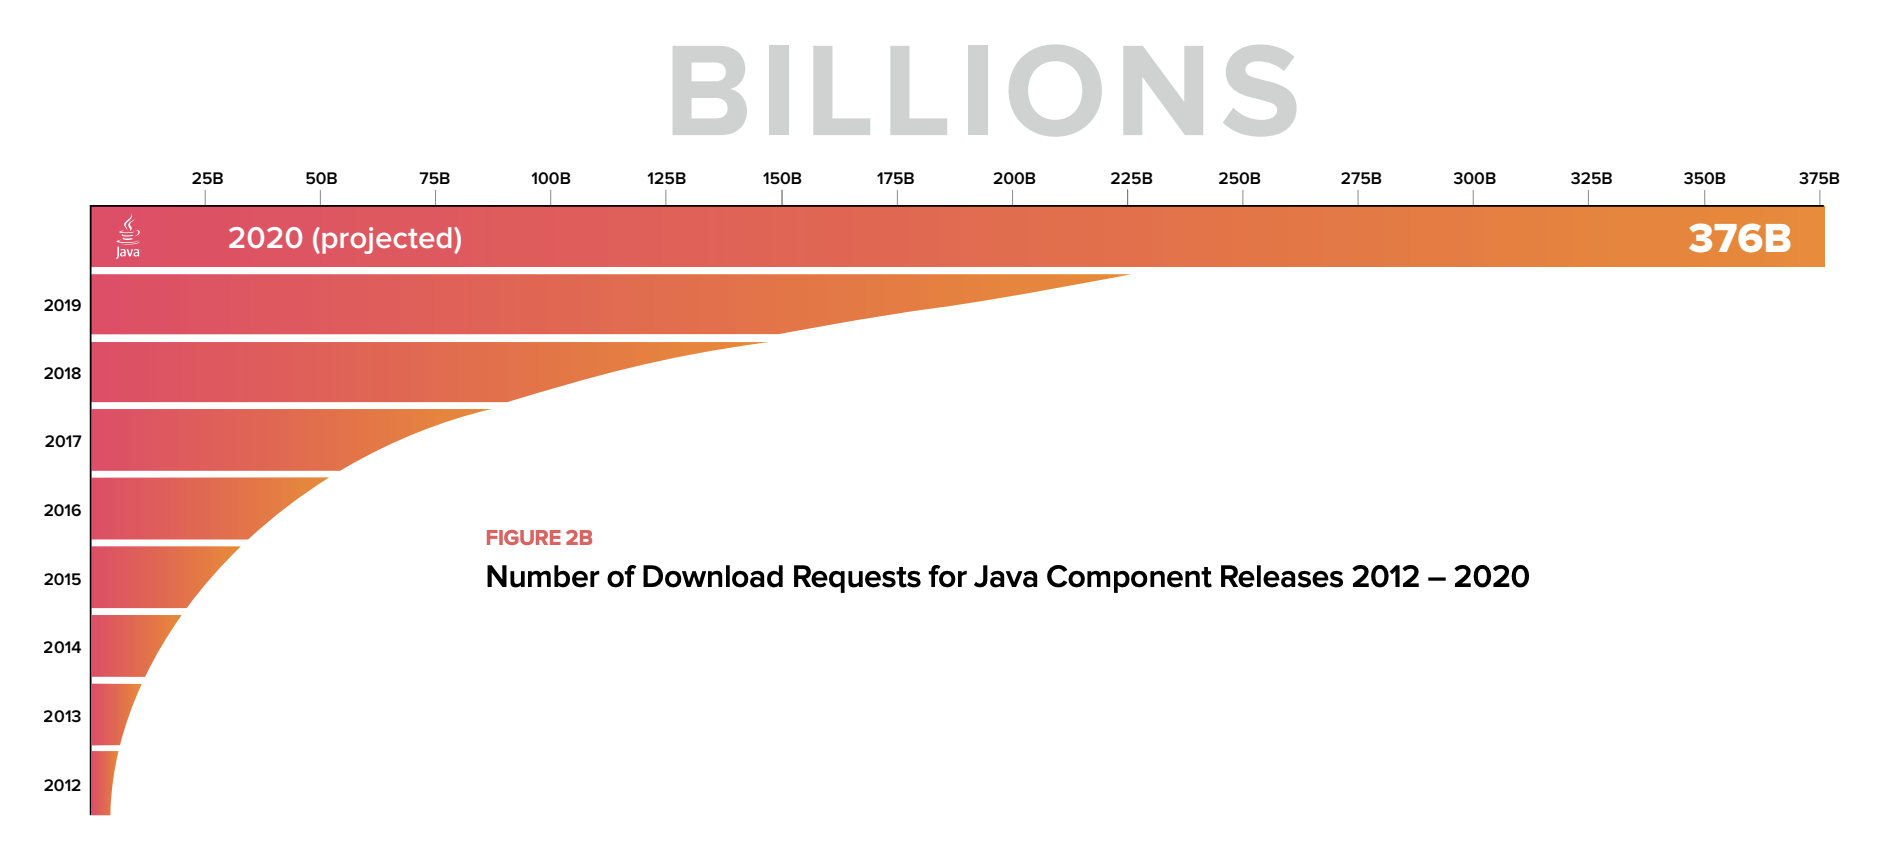 BILLIONS
25B 50B 75B 100B 125B 150B 175B 200B 225B 250B 275B 300B 325B 350B 375B
Java 2020 (projected) 376B
2019
2018
2017
2016
FIGURE 2B
Number of Download Requests for Java Component Releases 2012 – 2020
2015
2014
2013
2012